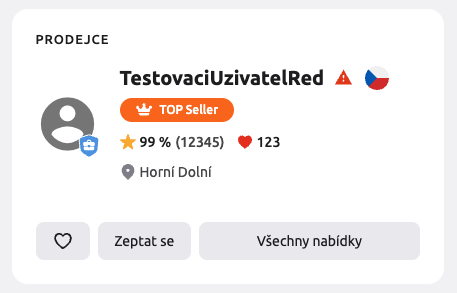 PRODEJCE
TestovaciUzivatelRed
TOP Seller
99 % (12345) 123
Horní Dolní
Zeptat se
Všechny nabídky